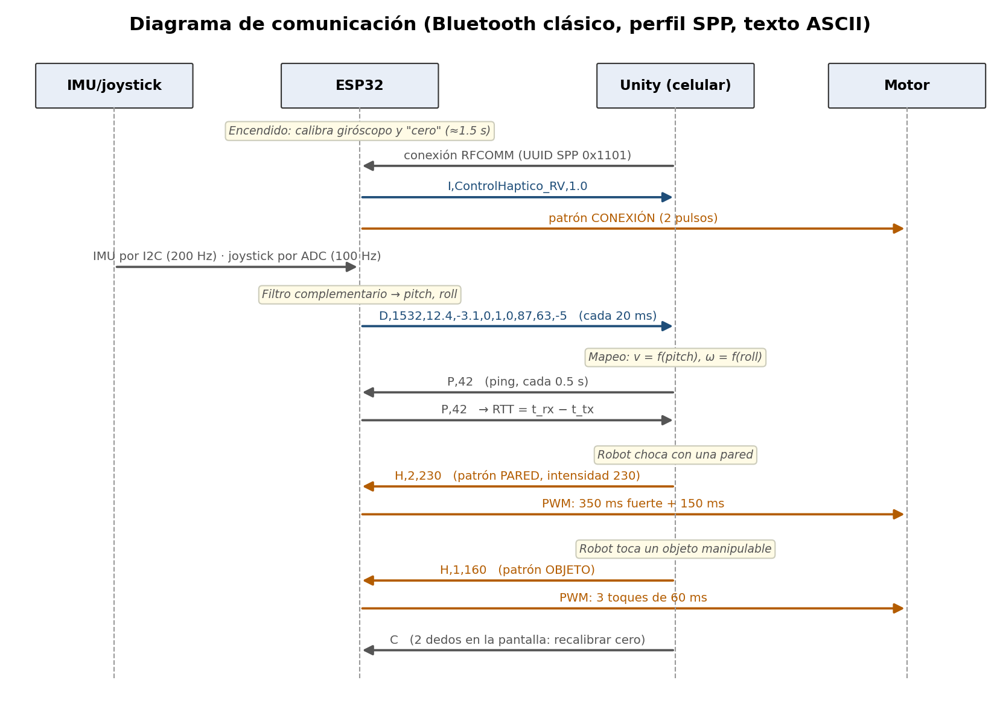 Diagrama de comunicación (Bluetooth clásico, perfil SPP, texto ASCII)
IMU/joystick
ESP32
Unity (celular)
Motor
Encendido: calibra giróscopo y "cero" (≈1.5 s)
conexión RFCOMM (UUID SPP 0x1101)
I,ControlHaptico_RV,1.0
patrón CONEXIÓN (2 pulsos)
IMU por I2C (200 Hz) · joystick por ADC (100 Hz)
Filtro complementario → pitch, roll
D,1532,12.4,-3.1,0,1,0,87,63,-5 (cada 20 ms)
Mapeo: v = f(pitch), ω = f(roll)
P,42 (ping, cada 0.5 s)
P,42 → RTT = t_rx − t_tx
Robot choca con una pared
H,2,230 (patrón PARED, intensidad 230)
PWM: 350 ms fuerte + 150 ms
Robot toca un objeto manipulable
H,1,160 (patrón OBJETO)
PWM: 3 toques de 60 ms
C (2 dedos en la pantalla: recalibrar cero)